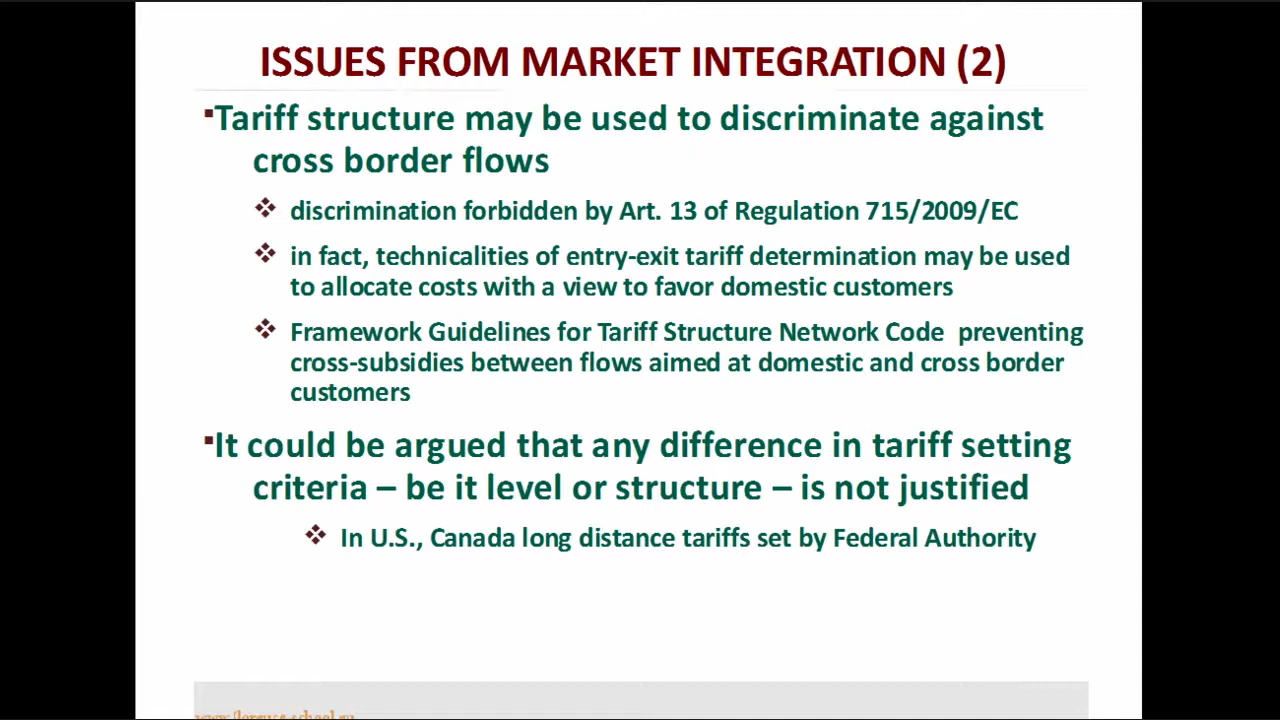 ISSUES FROM MARKET INTEGRATION (2)
Tariff structure may be used to discriminate against
cross border flows
discrimination forbidden by Art. 13 of Regulation 715/2009/EC
in fact, technicalities of entry-exit tariff determination may be used
to allocate costs with a view to favor domestic customers
Framework Guidelines for Tariff Structure Network Code preventing
cross-subsidies between flows aimed at domestic and cross border
customers
It could be argued that any difference in tariff setting
criteria – be it level or structure – is not justified
In U.S., Canada long distance tariffs set by Federal Authority